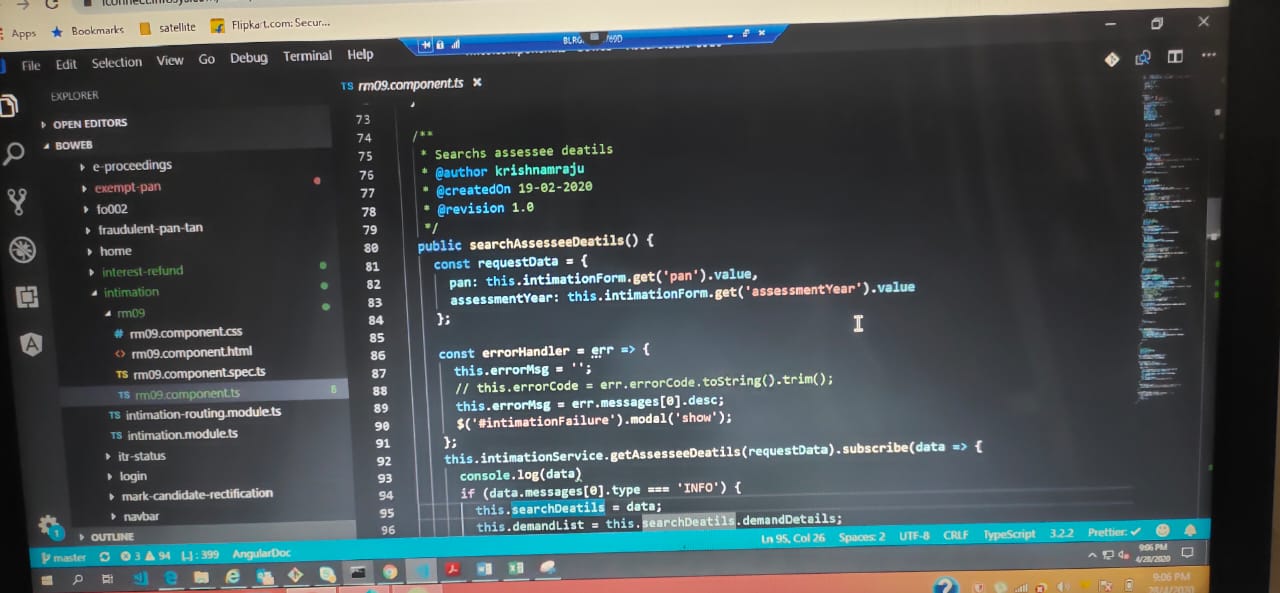 Apps
Bookmarks
satellite
Flipkart.com: Secur...
File Edit Selection View Go Debug Terminal Help
EXPLORER
OPEN EDITORS
BOWEB
e-proceedings
exempt-pan
fo002
fraudulent-pan-tan
home
interest-refund
intimation
rm09
# rm09.component.css
<> rm09.component.html
TS rm09.component.spec.ts
TS rm09.component.ts 8
TS intimation-routing.module.ts
TS intimation.module.ts
itr-status
login
mark-candidate-rectification
navbar
OUTLINE
TS rm09.component.ts
73
74 /**
75 * Searchs assessee deatils
76 * @author krishnamraju
77 * @createdOn 19-02-2020
78 * @revision 1.0
79 */
80 public searchAssesseeDeatils() {
81 const requestData = {
82 pan: this.intimationForm.get('pan').value,
83 assessmentYear: this.intimationForm.get('assessmentYear').value
84 };
85
86 const errorHandler = err => {
87 this.errorMsg = '';
88 // this.errorCode = err.errorCode.toString().trim();
89 this.errorMsg = err.messages[0].desc;
90 $('#intimationFailure').modal('show');
91 };
92 this.intimationService.getAssesseeDeatils(requestData).subscribe(data => {
93 console.log(data)
94 if (data.messages[0].type === 'INFO') {
95 this.searchDeatils = data;
96 this.demandList = this.searchDeatils.demandDetails;
1
master 3 94 399 AngularDoc
Ln 95, Col 26 Spaces: 2 UTF-8 CRLF TypeScript 3.2.2 Prettier: ✓
9:06 PM
4/28/2020
9:06 PM